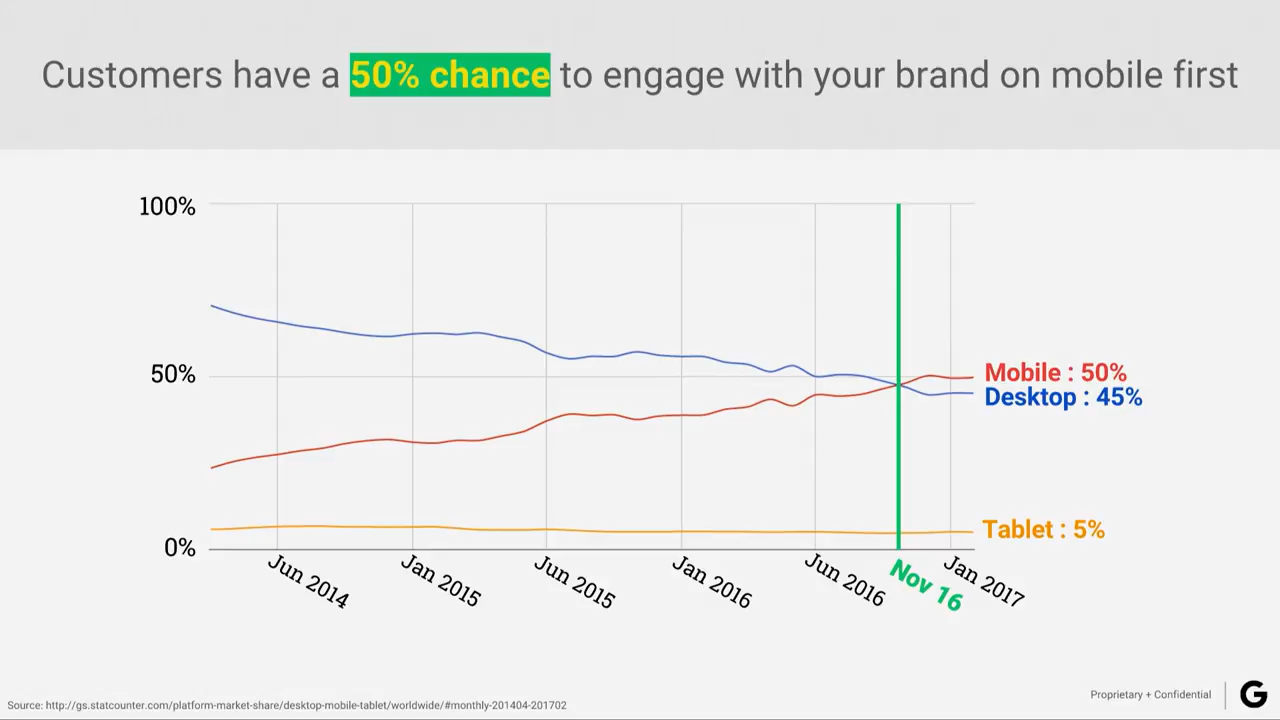 Customers have a 50% chance to engage with your brand on mobile first
100%
50%
0%
Mobile : 50%
Desktop : 45%
Tablet : 5%
Jun 2014
Jan 2015
Jun 2015
Jan 2016
Jun 2016
Nov 16
Jan 2017
Source: http://gs.statcounter.com/platform-market-share/desktop-mobile-tablet/worldwide/#monthly-201404-201702
Proprietary + Confidential
G